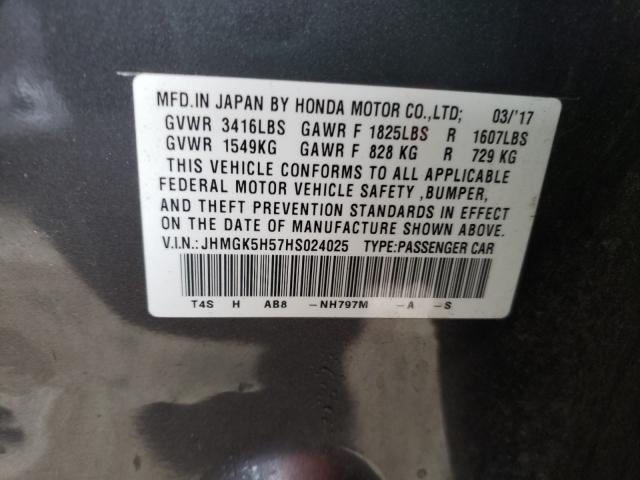 MFD.IN JAPAN BY HONDA MOTOR CO.,LTD; 03/'17
GVWR 3416LBS GAWR F 1825LBS R 1607LBS
GVWR 1549KG GAWR F 828 KG R 729 KG
THIS VEHICLE CONFORMS TO ALL APPLICABLE
FEDERAL MOTOR VEHICLE SAFETY ,BUMPER,
AND THEFT PREVENTION STANDARDS IN EFFECT
ON THE DATE OF MANUFACTURE SHOWN ABOVE.
V.I.N.: JHMGK5H57HS024025 TYPE:PASSENGER CAR
T4S H AB8 -NH797M -A -S